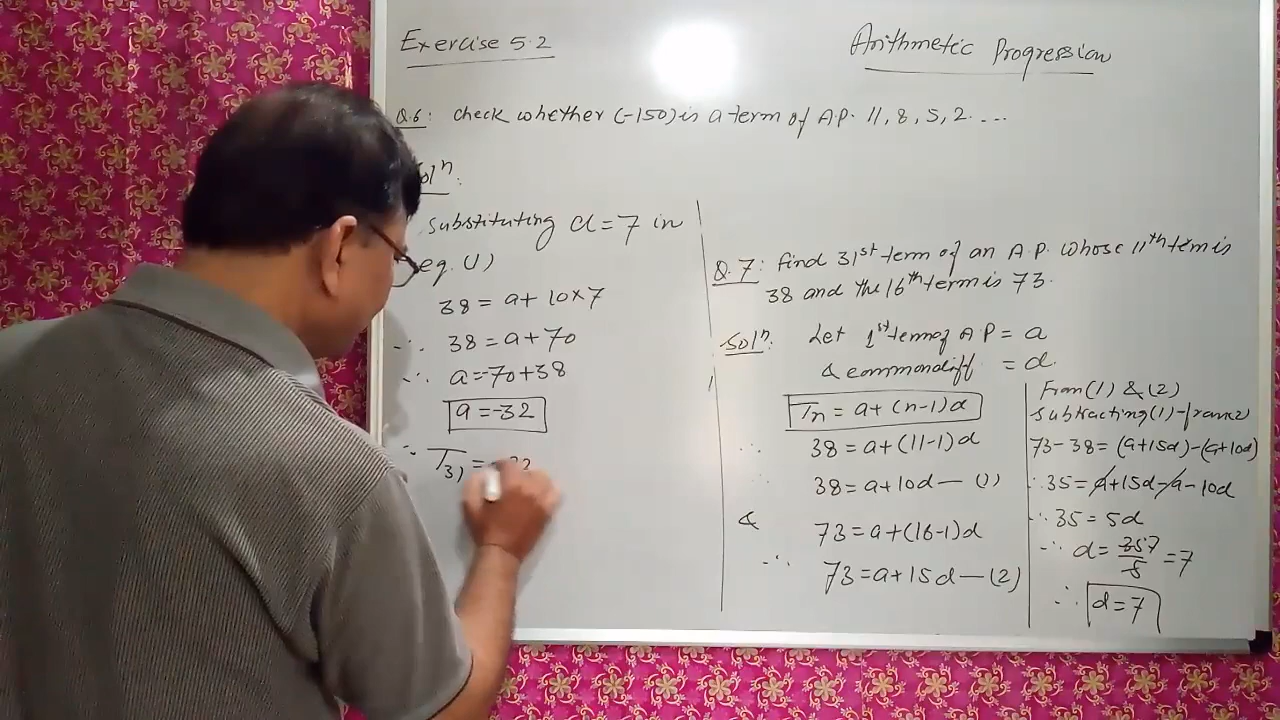 Exercise 5.2
Arithmetic Progression
Q.6: Check whether (-150) is a term of A.P. 11, 8, 5, 2....
olⁿ:
substituting d=7 in
eq. (1)
38 = a+10×7
∴ 38 = a+70
∴ a=-70+38
a=-32
∴ T₃₁ =
Q.7: find 31st term of an A.P. whose 11th term is
38 and the 16th term is 73.
Solⁿ: Let 1st term of AP = a
& common diff = d.
Tn = a+(n-1)d
∴ 38 = a+(11-1)d
∴ 38 = a+10d — (1)
& 73 = a+(16-1)d
∴ 73 = a+15d — (2)
From (1) & (2)
Subtracting (1) from 2
73-38 = (a+15d)-(a+10d)
∴ 35 = a+15d-a-10d
∴ 35 = 5d
∴ d = 35 7/5 = 7
∴ d=7